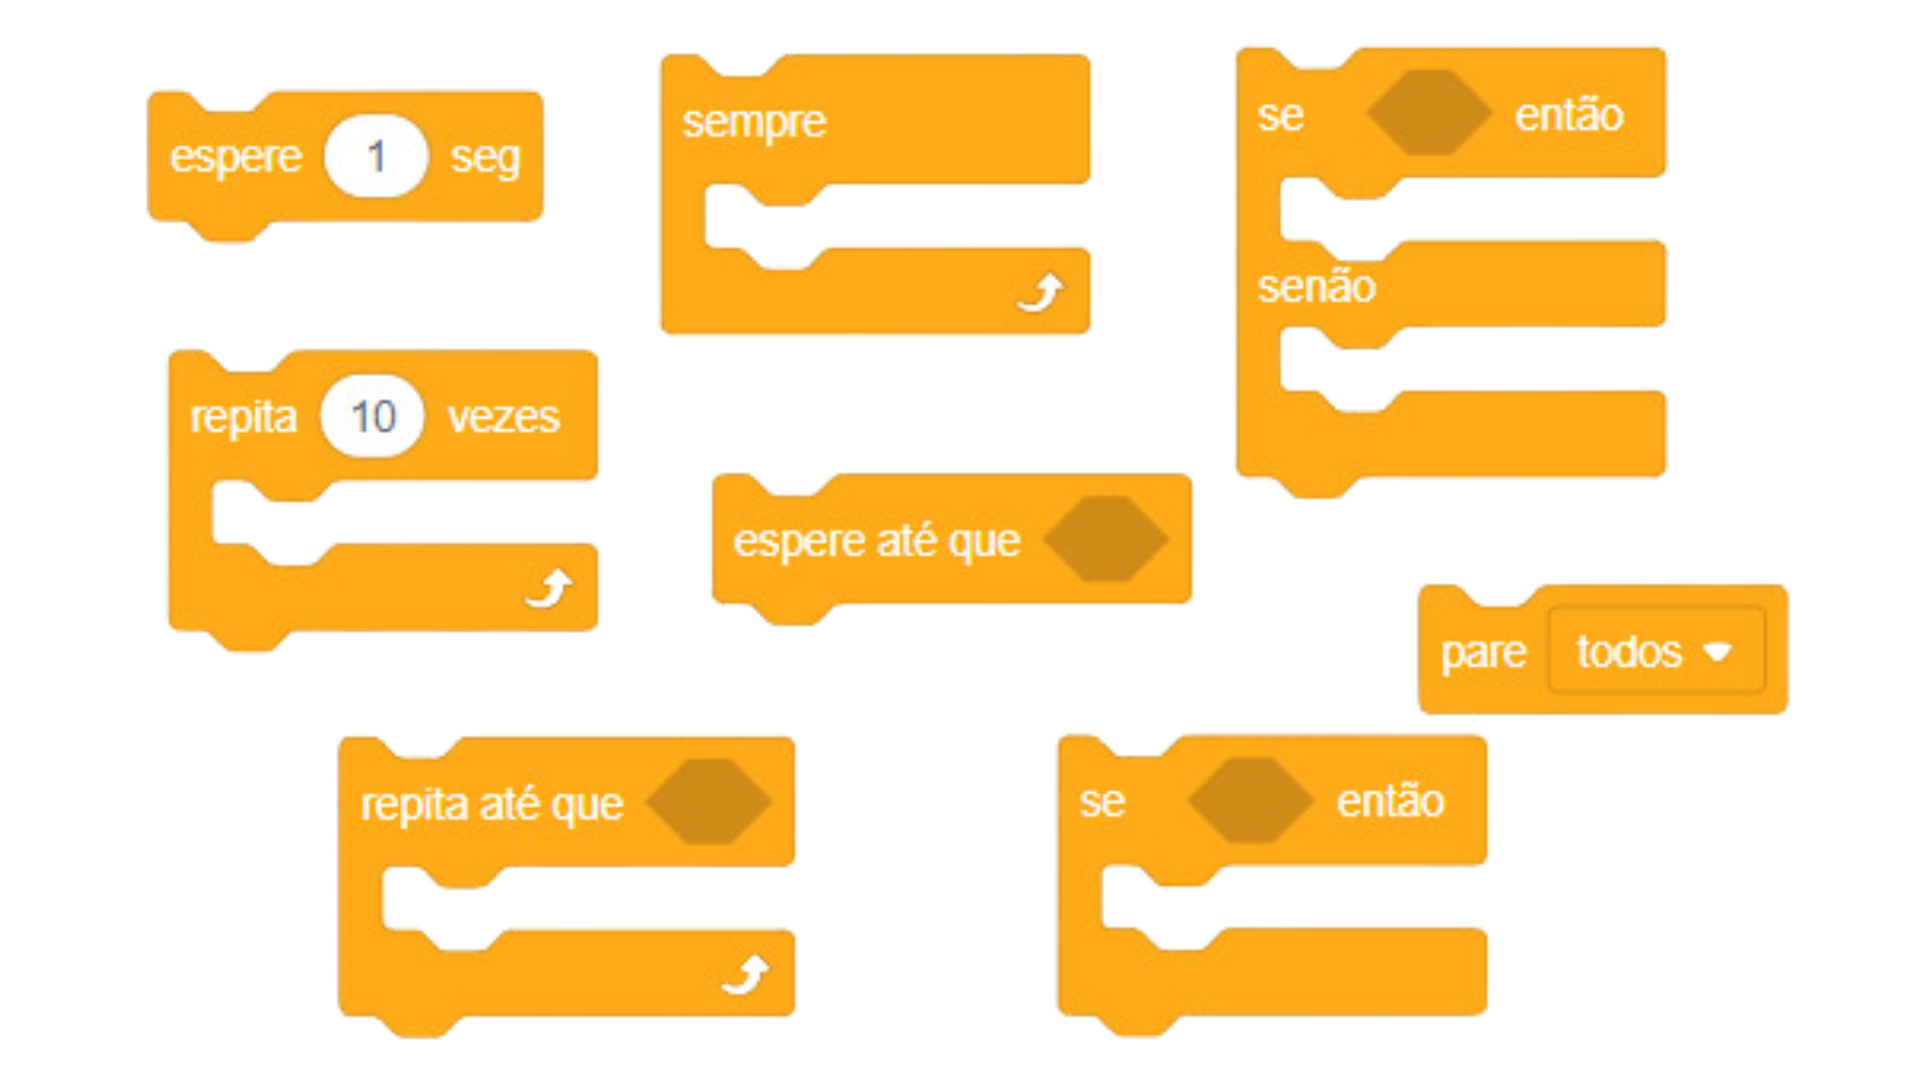 espere 1 seg
sempre
se então
senão
repita 10 vezes
espere até que
pare todos
repita até que
se então